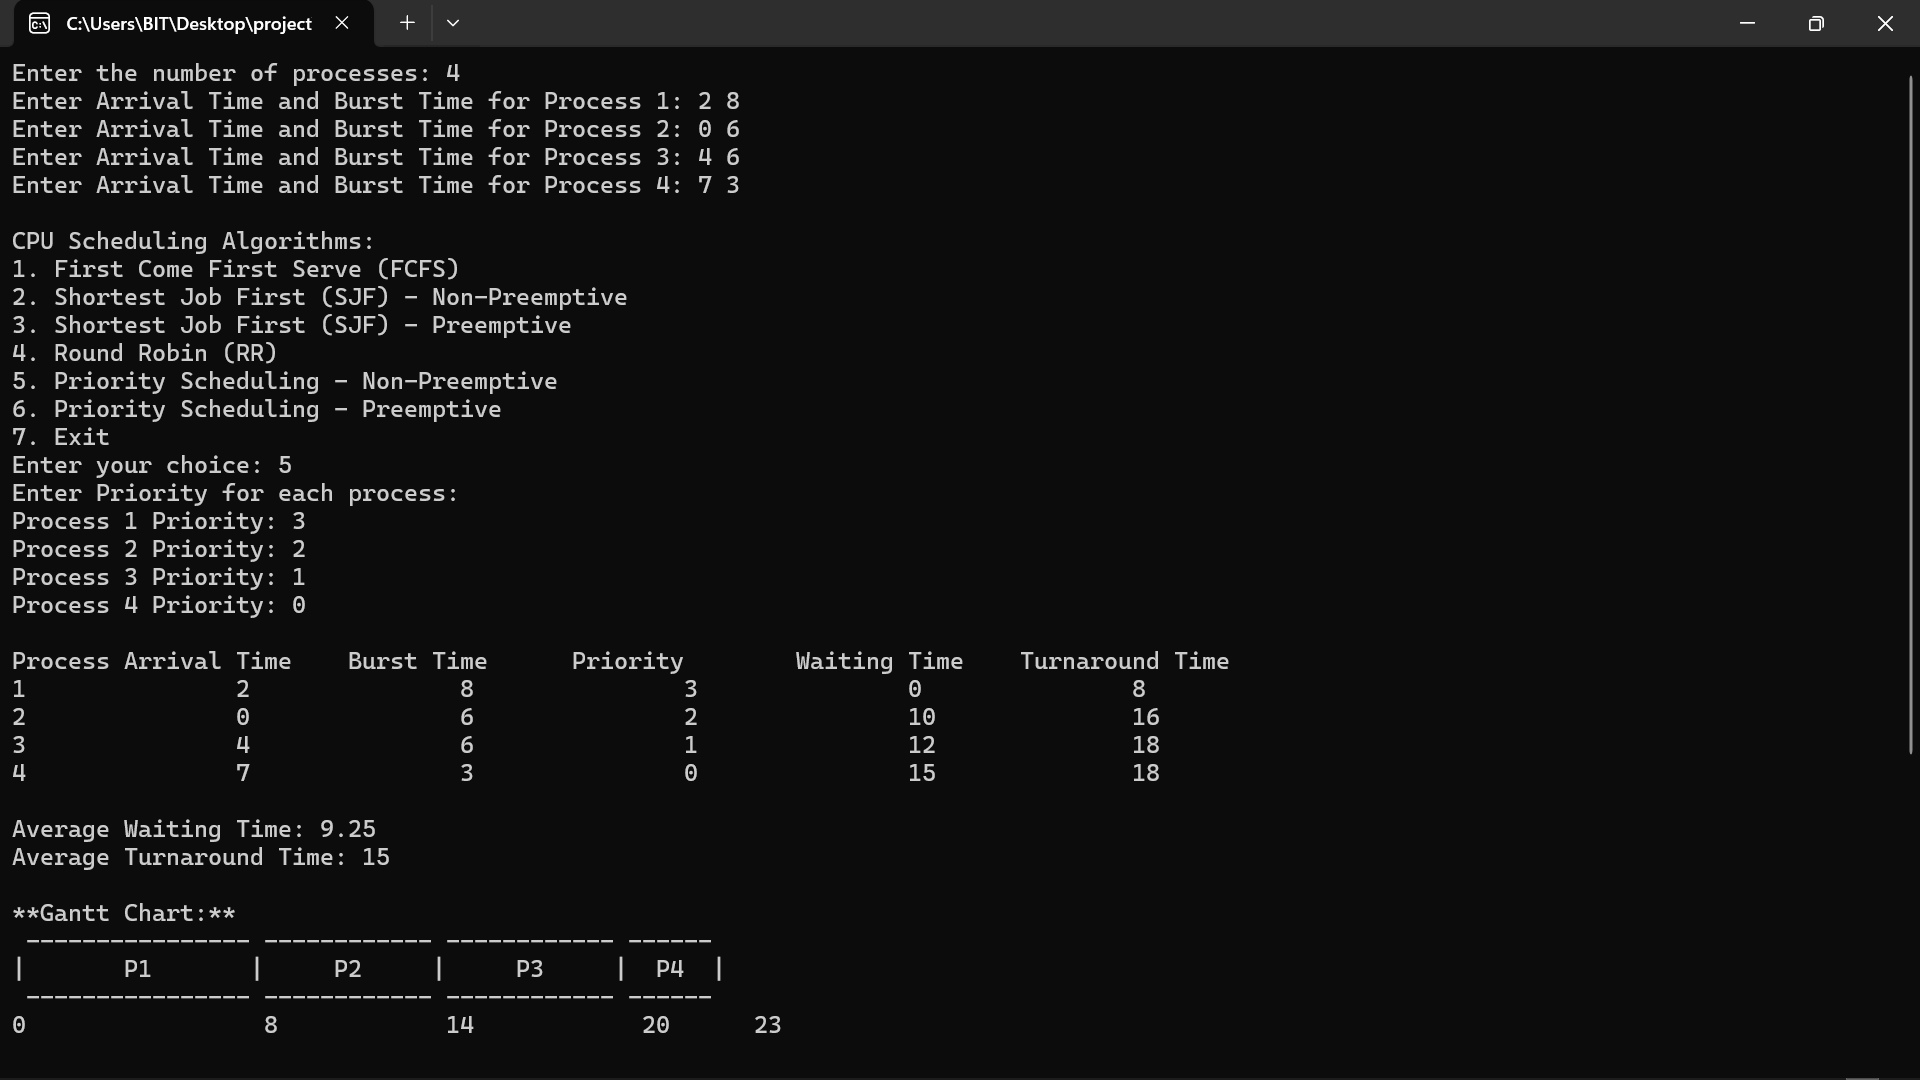 C:\Users\BIT\Desktop\project
Enter the number of processes: 4
Enter Arrival Time and Burst Time for Process 1: 2 8
Enter Arrival Time and Burst Time for Process 2: 0 6
Enter Arrival Time and Burst Time for Process 3: 4 6
Enter Arrival Time and Burst Time for Process 4: 7 3
CPU Scheduling Algorithms:
1. First Come First Serve (FCFS)
2. Shortest Job First (SJF) - Non-Preemptive
3. Shortest Job First (SJF) - Preemptive
4. Round Robin (RR)
5. Priority Scheduling - Non-Preemptive
6. Priority Scheduling - Preemptive
7. Exit
Enter your choice: 5
Enter Priority for each process:
Process 1 Priority: 3
Process 2 Priority: 2
Process 3 Priority: 1
Process 4 Priority: 0
Process Arrival Time    Burst Time      Priority        Waiting Time    Turnaround Time
1               2               8               3               0               8
2               0               6               2               10              16
3               4               6               1               12              18
4               7               3               0               15              18
Average Waiting Time: 9.25
Average Turnaround Time: 15
**Gantt Chart:**
 ---------------- ------------ ------------ ------
|       P1       |     P2     |     P3     |  P4  |
 ---------------- ------------ ------------ ------
0                 8            14            20      23